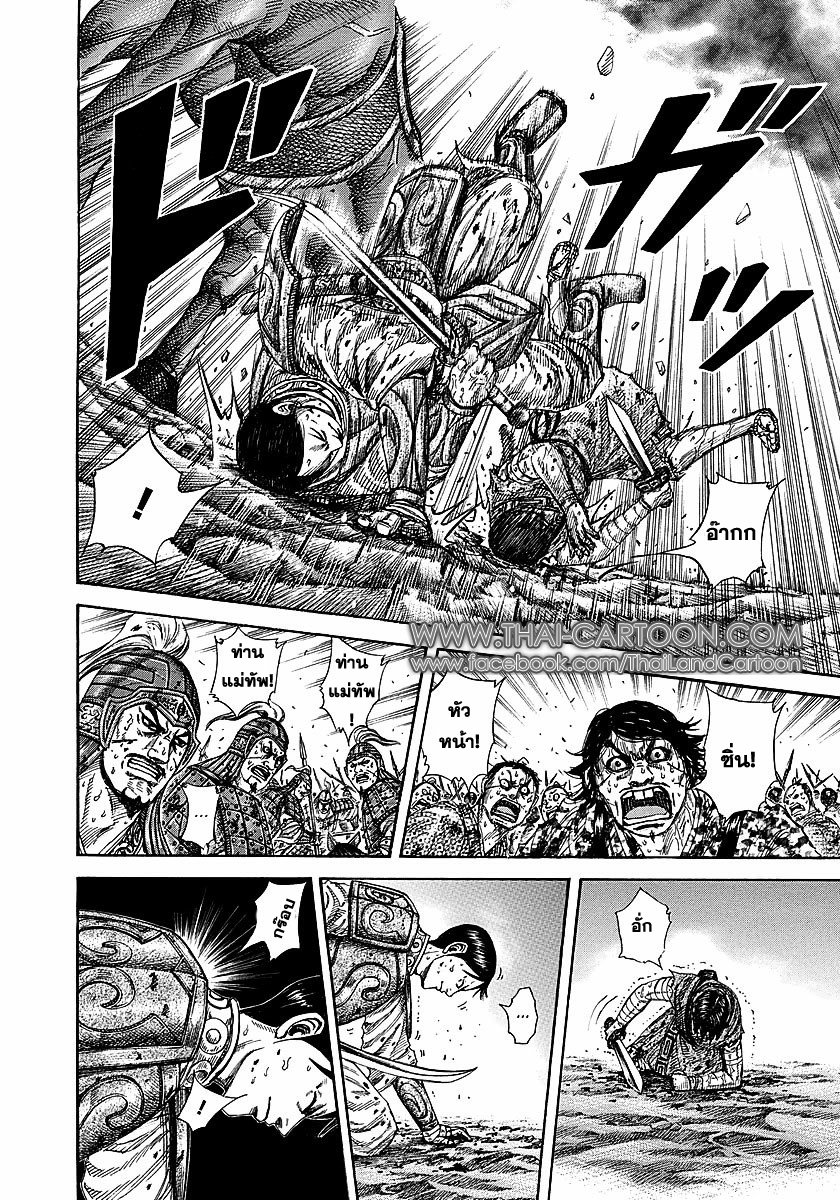 ガッ
ド
อ๊ากก
!
WWW.THAI-CARTOON.COM
www.facebook.com/ThaiLandCartoon
ซิ่น!
หัว
หน้า!
ท่าน
แม่ทัพ
!
ท่าน
แม่ทัพ!
...
อั่ก
...
กร๊อบ
!